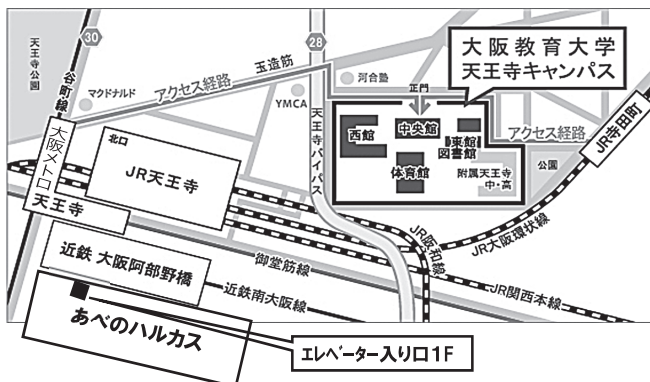 天王寺公園
30
谷町線
マクドナルド
アクセス経路
玉造筋
28
YMCA
河合塾
正門
大阪教育大学
天王寺キャンパス
西館
中央館
東館
図書館
体育館
附属天王寺
中・高
アクセス経路
公園
JR寺田町
天王寺バイパス
大阪メトロ
天王寺
北口
JR天王寺
近鉄 大阪阿部野橋
御堂筋線
近鉄南大阪線
JR阪和線
JR大阪環状線
JR関西本線
あべのハルカス
エレベーター入り口1F